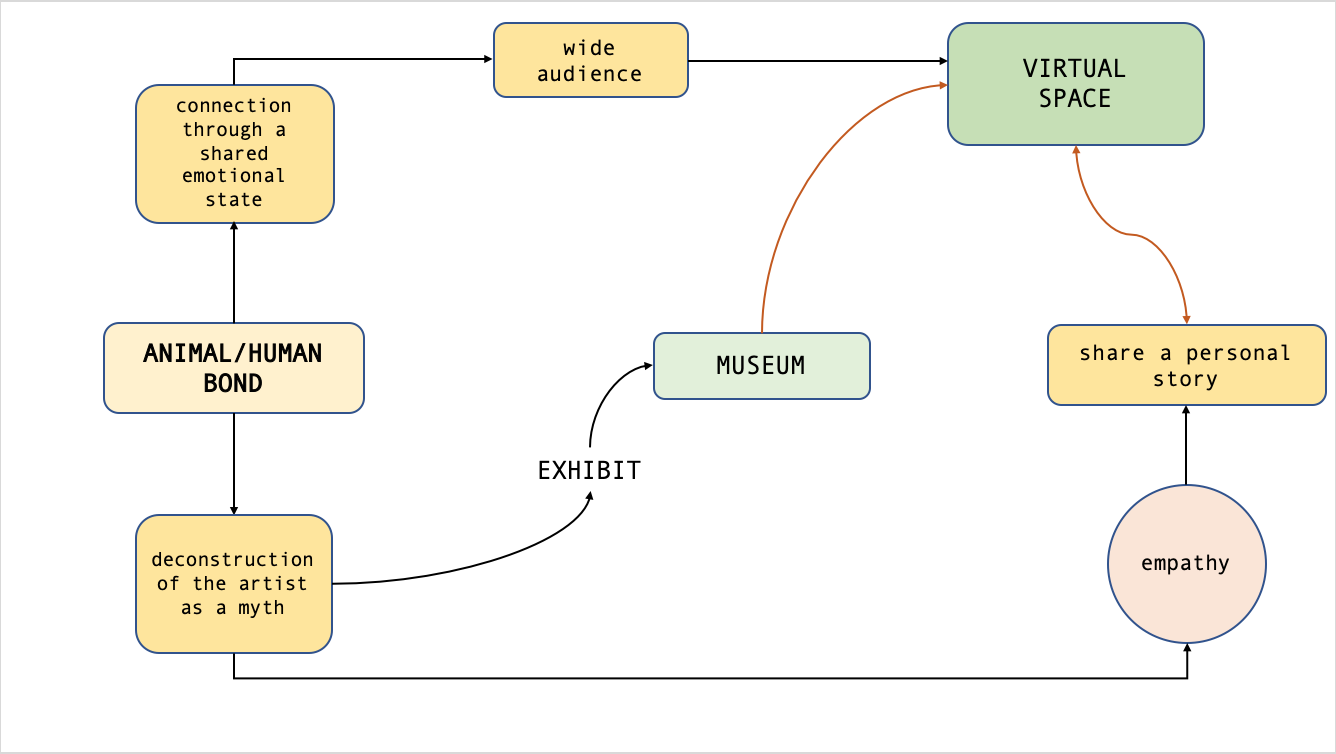 wide
audience
VIRTUAL
SPACE
connection
through a
shared
emotional
state
ANIMAL/HUMAN
BOND
MUSEUM
share a personal
story
EXHIBIT
deconstruction
of the artist
as a myth
empathy